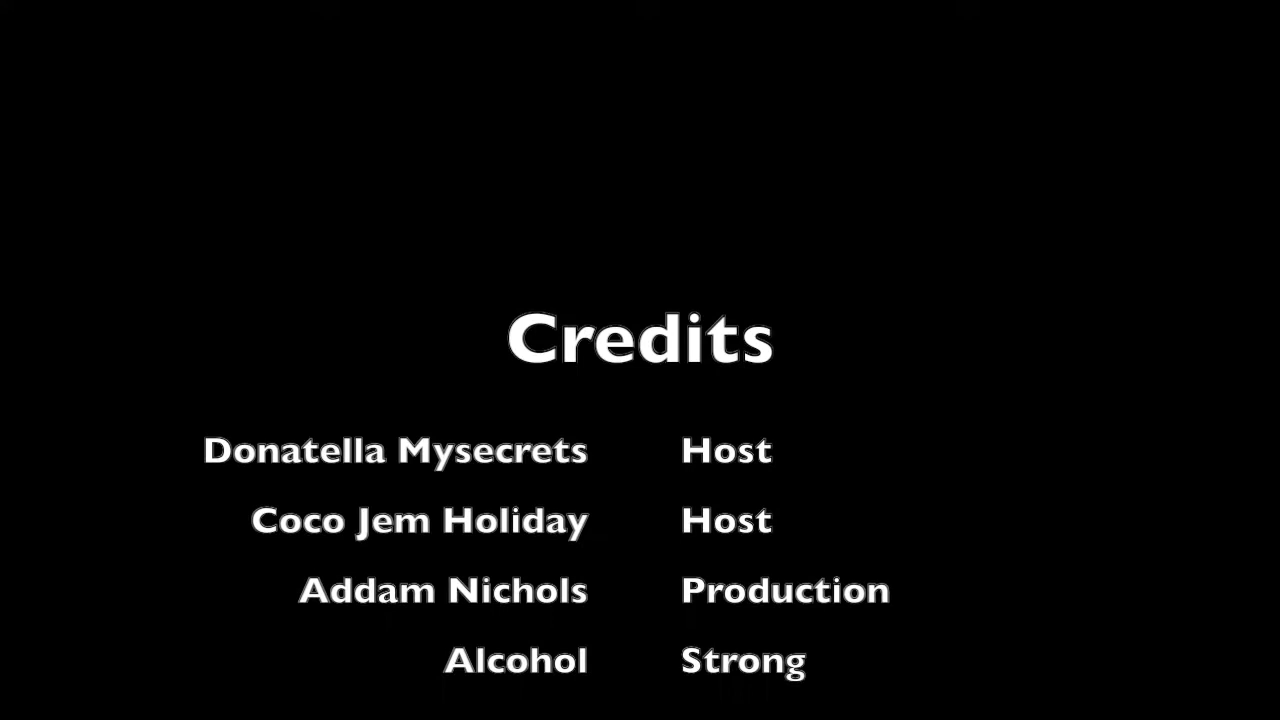 Credits
Donatella Mysecrets Host
Coco Jem Holiday Host
Addam Nichols Production
Alcohol Strong